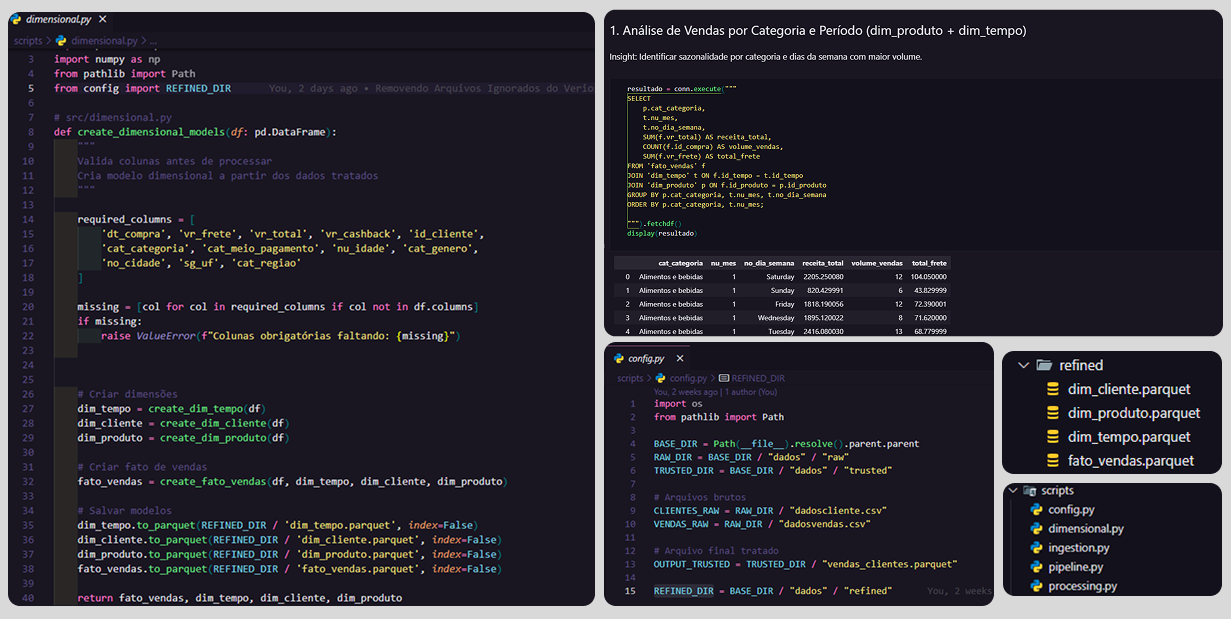 dimensional.py ×
scripts > dimensional.py > ...
3 import numpy as np
4 from pathlib import Path
5 from config import REFINED_DIR You, 2 days ago • Removendo Arquivos Ignorados do Verio
6
7 # src/dimensional.py
8 def create_dimensional_models(df: pd.DataFrame):
9 """
10 Valida colunas antes de processar
11 Cria modelo dimensional a partir dos dados tratados
12 """
13
14 required_columns = [
15 'dt_compra', 'vr_frete', 'vr_total', 'vr_cashback', 'id_cliente',
16 'cat_categoria', 'cat_meio_pagamento', 'nu_idade', 'cat_genero',
17 'no_cidade', 'sg_uf', 'cat_regiao'
18 ]
19
20 missing = [col for col in required_columns if col not in df.columns]
21 if missing:
22 raise ValueError(f"Colunas obrigatórias faltando: {missing}")
23
24
25
26 # Criar dimensões
27 dim_tempo = create_dim_tempo(df)
28 dim_cliente = create_dim_cliente(df)
29 dim_produto = create_dim_produto(df)
30
31 # Criar fato de vendas
32 fato_vendas = create_fato_vendas(df, dim_tempo, dim_cliente, dim_produto)
33
34 # Salvar modelos
35 dim_tempo.to_parquet(REFINED_DIR / 'dim_tempo.parquet', index=False)
36 dim_cliente.to_parquet(REFINED_DIR / 'dim_cliente.parquet', index=False)
37 dim_produto.to_parquet(REFINED_DIR / 'dim_produto.parquet', index=False)
38 fato_vendas.to_parquet(REFINED_DIR / 'fato_vendas.parquet', index=False)
39
40 return fato_vendas, dim_tempo, dim_cliente, dim_produto
1. Análise de Vendas por Categoria e Período (dim_produto + dim_tempo)
Insight: Identificar sazonalidade por categoria e dias da semana com maior volume.
resultado = conn.execute("""
SELECT
p.cat_categoria,
t.nu_mes,
t.no_dia_semana,
SUM(f.vr_total) AS receita_total,
COUNT(f.id_compra) AS volume_vendas,
SUM(f.vr_frete) AS total_frete
FROM 'fato_vendas' f
JOIN 'dim_tempo' t ON f.id_tempo = t.id_tempo
JOIN 'dim_produto' p ON f.id_produto = p.id_produto
GROUP BY p.cat_categoria, t.nu_mes, t.no_dia_semana
ORDER BY p.cat_categoria, t.nu_mes;
""").fetchdf()
display(resultado)
cat_categoria nu_mes no_dia_semana receita_total volume_vendas total_frete
0 Alimentos e bebidas 1 Saturday 2205.250080 12 104.050000
1 Alimentos e bebidas 1 Sunday 820.429991 6 43.829999
2 Alimentos e bebidas 1 Friday 1818.190056 12 72.390001
3 Alimentos e bebidas 1 Wednesday 1895.120022 8 71.620000
4 Alimentos e bebidas 1 Tuesday 2416.080030 13 68.779999
config.py ×
scripts > config.py > REFINED_DIR
You, 2 weeks ago | 1 author (You)
1 import os
2 from pathlib import Path
3
4 BASE_DIR = Path(__file__).resolve().parent.parent
5 RAW_DIR = BASE_DIR / "dados" / "raw"
6 TRUSTED_DIR = BASE_DIR / "dados" / "trusted"
7
8 # Arquivos brutos
9 CLIENTES_RAW = RAW_DIR / "dadoscliente.csv"
10 VENDAS_RAW = RAW_DIR / "dadosvendas.csv"
11
12 # Arquivo final tratado
13 OUTPUT_TRUSTED = TRUSTED_DIR / "vendas_clientes.parquet"
14
15 REFINED_DIR = BASE_DIR / "dados" / "refined" You, 2 weeks
refined
dim_cliente.parquet
dim_produto.parquet
dim_tempo.parquet
fato_vendas.parquet
scripts
config.py
dimensional.py
ingestion.py
pipeline.py
processing.py